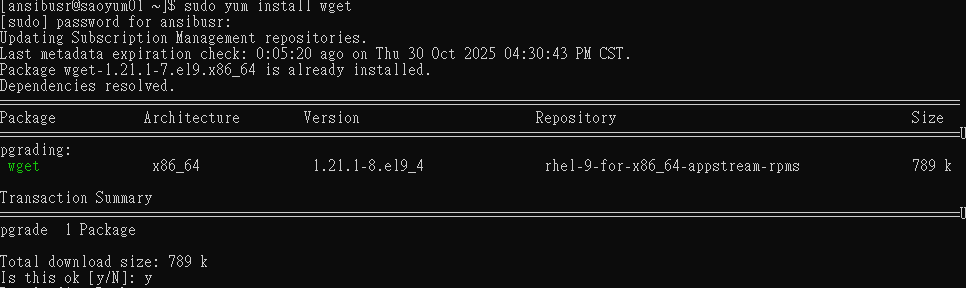 [ansibusr@saoyum01 ~]$ sudo yum install wget
[sudo] password for ansibusr:
Updating Subscription Management repositories.
Last metadata expiration check: 0:05:20 ago on Thu 30 Oct 2025 04:30:43 PM CST.
Package wget-1.21.1-7.el9.x86_64 is already installed.
Dependencies resolved.
Package Architecture Version Repository Size
U
pgrading:
wget x86_64 1.21.1-8.el9_4 rhel-9-for-x86_64-appstream-rpms 789 k
Transaction Summary
U
pgrade 1 Package
Total download size: 789 k
Is this ok [y/N]: y